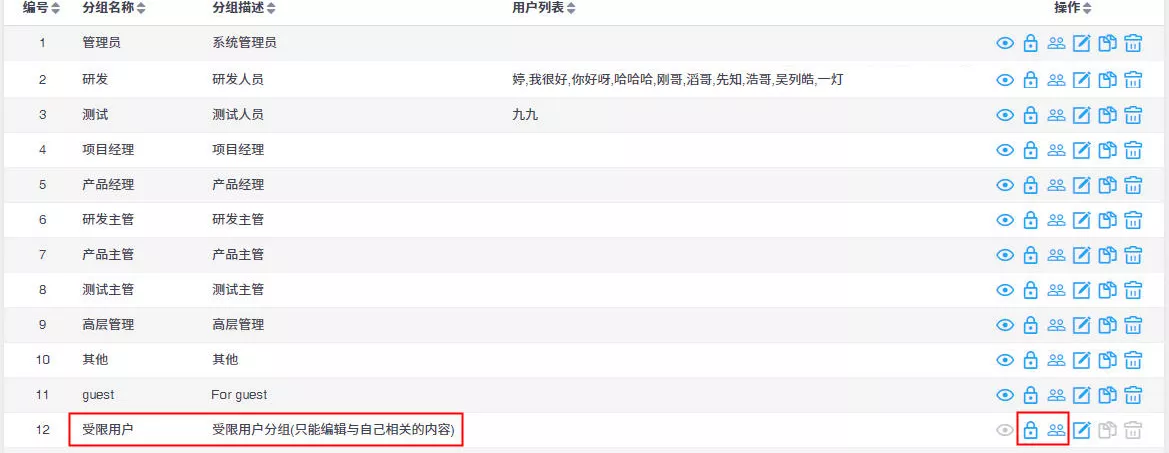 编号 分组名称 分组描述 用户列表 操作
1 管理员 系统管理员
2 研发 研发人员 婷,我很好,你好呀,哈哈哈,刚哥,滔哥,先知,浩哥,吴列皓,一灯
3 测试 测试人员 九九
4 项目经理 项目经理
5 产品经理 产品经理
6 研发主管 研发主管
7 产品主管 产品主管
8 测试主管 测试主管
9 高层管理 高层管理
10 其他 其他
11 guest For guest
12 受限用户 受限用户分组(只能编辑与自己相关的内容)